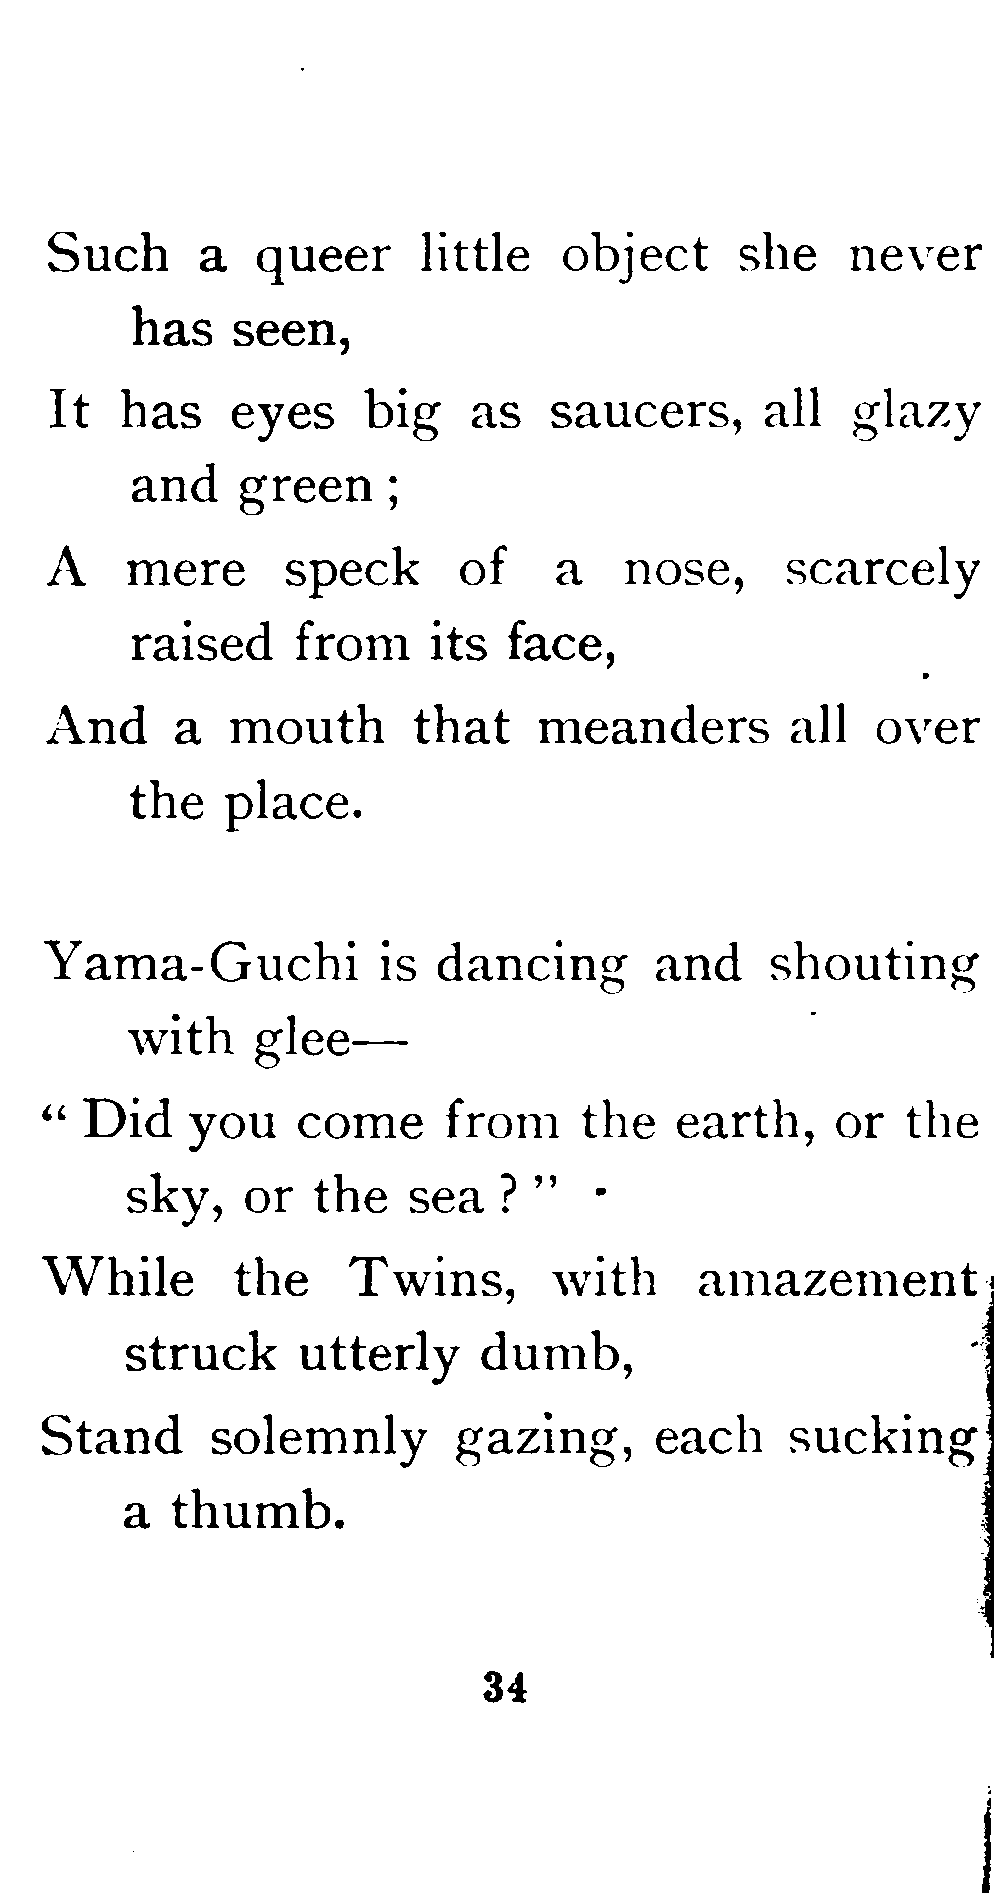 Such a queer little object she never
has seen,
It has eyes big as saucers, all glazy
and green ;
A mere speck of a nose, scarcely
raised from its face,
And a mouth that meanders all over
the place.
Yama-Guchi is dancing and shouting
with glee—
“ Did you come from the earth, or the
sky, or the sea ? ”
While the Twins, with amazement
struck utterly dumb,
Stand solemnly gazing, each sucking
a thumb.
34